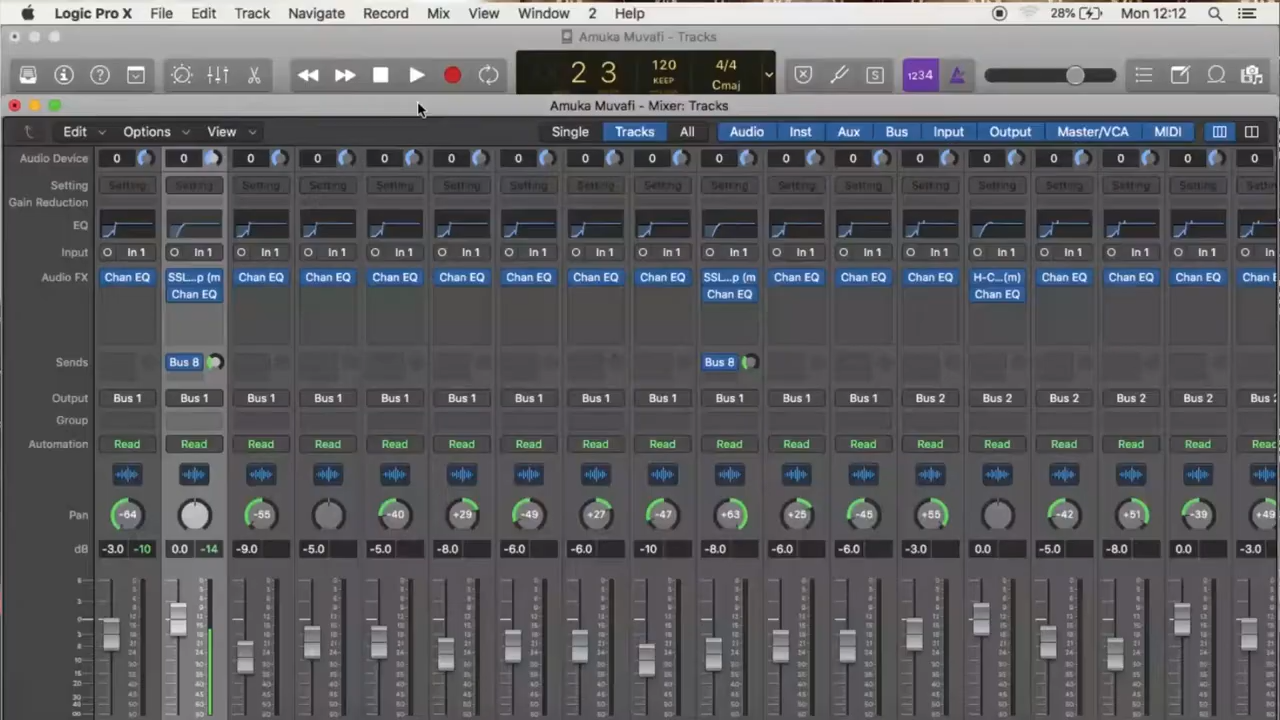 Logic Pro X File Edit Track Navigate Record Mix View Window 2 Help 28% Mon 12:12
Amuka Muvafi - Tracks
2 3 120 KEEP 4/4 Cmaj S 1234
Amuka Muvafi - Mixer: Tracks
Edit Options View Single Tracks All Audio Inst Aux Bus Input Output Master/VCA MIDI
Audio Device 0 0 0 0 0 0 0 0 0 0 0 0 0 0 0 0 0 0
Setting Setting Setting Setting Setting Setting Setting Setting Setting Setting Setting Setting Setting Setting Setting Setting Setting Setting
Gain Reduction
EQ
Input In 1 In 1 In 1 In 1 In 1 In 1 In 1 In 1 In 1 In 1 In 1 In 1 In 1 In 1 In 1 In 1 In 1
Audio FX Chan EQ SSL...p (m Chan EQ Chan EQ Chan EQ Chan EQ Chan EQ Chan EQ Chan EQ SSL...p (m Chan EQ Chan EQ Chan EQ H-C...(m) Chan EQ Chan EQ Chan EQ Chan E
Chan EQ Chan EQ Chan EQ
Sends Bus 8 Bus 8
Output Bus 1 Bus 1 Bus 1 Bus 1 Bus 1 Bus 1 Bus 1 Bus 1 Bus 1 Bus 1 Bus 1 Bus 1 Bus 2 Bus 2 Bus 2 Bus 2 Bus 2 Bus 2
Group
Automation Read Read Read Read Read Read Read Read Read Read Read Read Read Read Read Read Read Read
Pan -64 -55 -40 +29 -49 +27 -47 +63 +25 -45 +55 -42 +51 -39 +49
dB -3.0 -10 0.0 -14 -9.0 -5.0 -5.0 -8.0 -6.0 -6.0 -10 -8.0 -6.0 -6.0 -3.0 0.0 -5.0 -8.0 0.0 -3.0